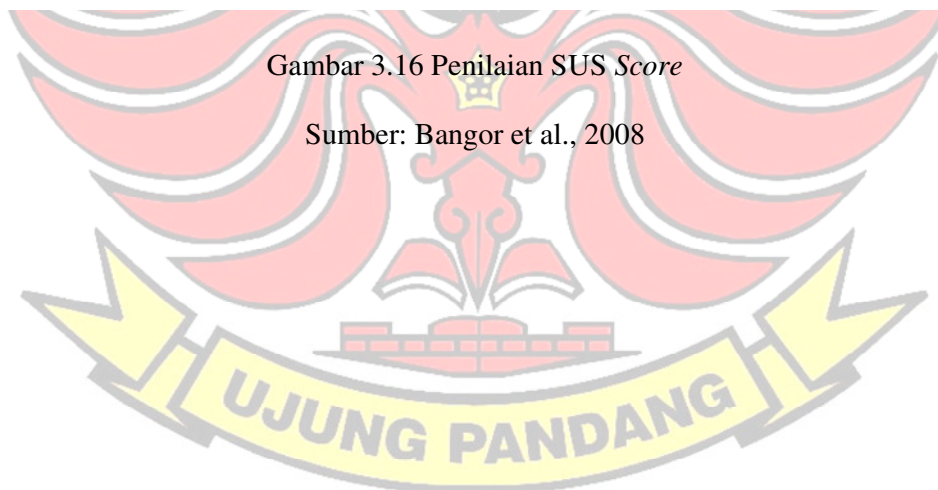 Gambar 3.16 Penilaian SUS Score
Sumber: Bangor et al., 2008
UJUNG PANDANG